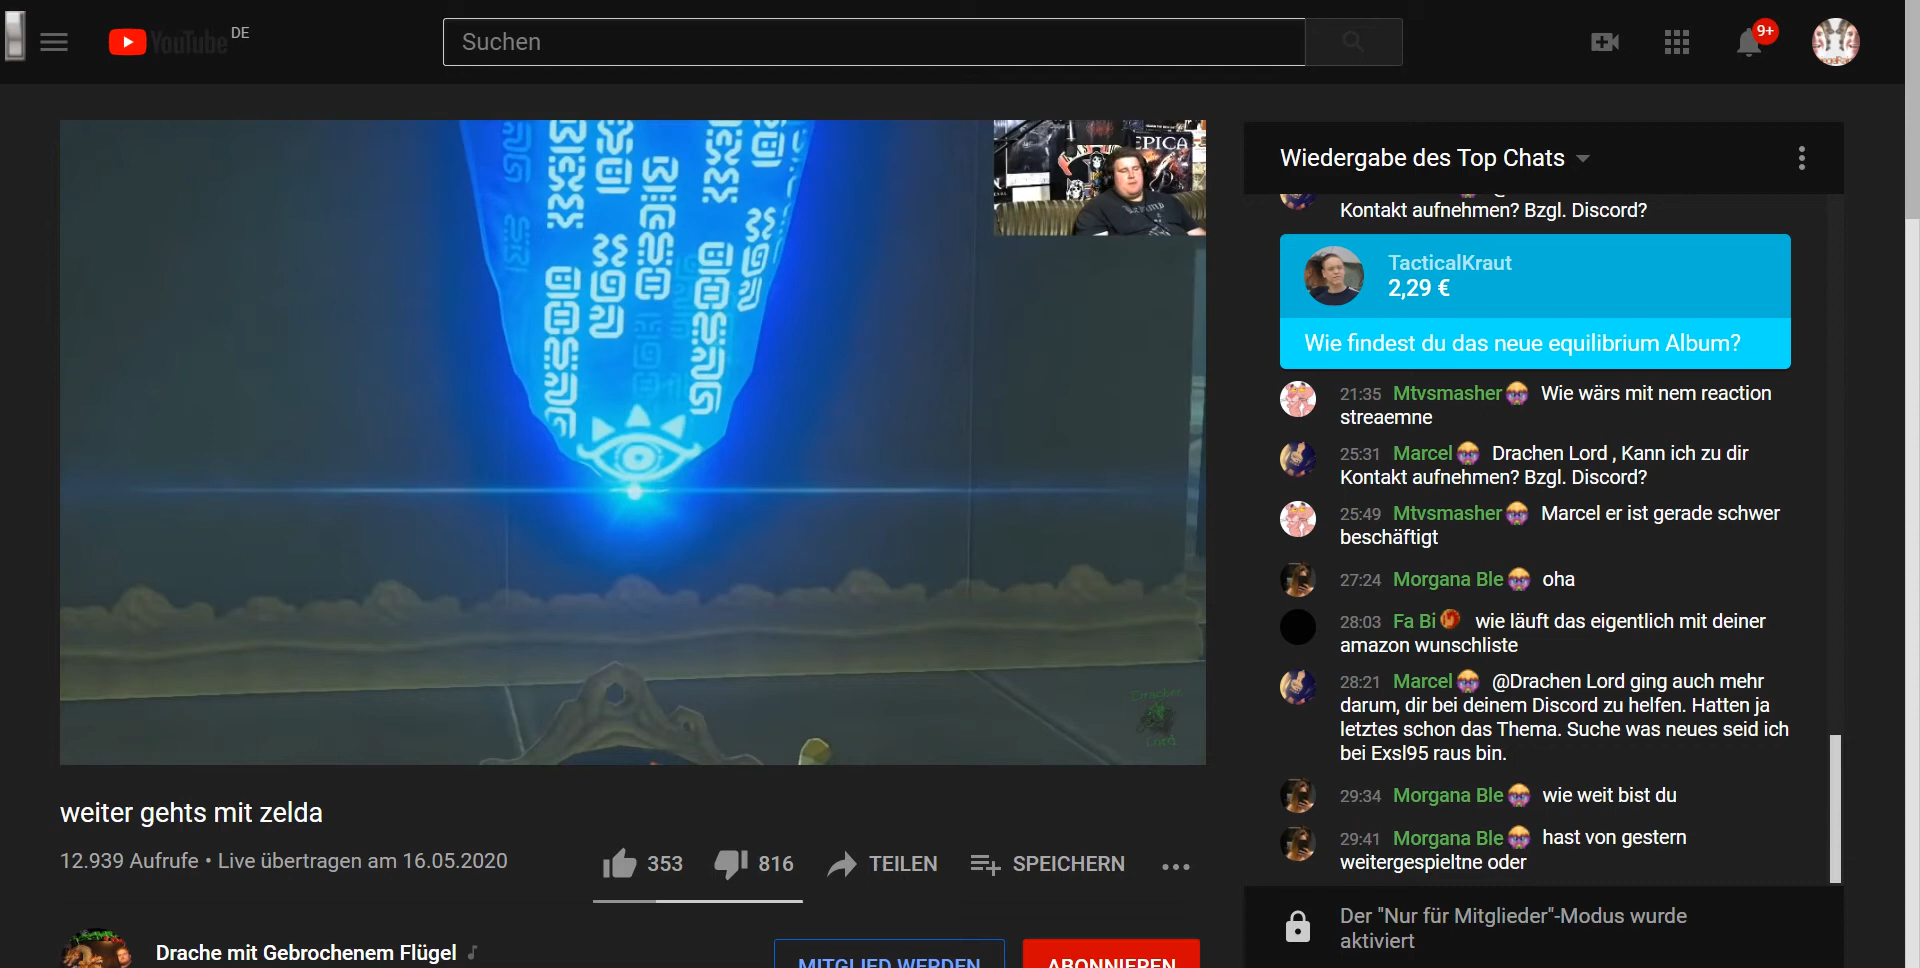 YouTube DE
Suchen
9+
EPICA
Drachen
Lord
weiter gehts mit zelda
12.939 Aufrufe • Live übertragen am 16.05.2020
353
816
TEILEN
SPEICHERN
Drache mit Gebrochenem Flügel
MITGLIED WERDEN
ABONNIEREN
Wiedergabe des Top Chats
Kontakt aufnehmen? Bzgl. Discord?
TacticalKraut
2,29 €
Wie findest du das neue equilibrium Album?
21:35 Mtvsmasher Wie wärs mit nem reaction
streaemne
25:31 Marcel Drachen Lord , Kann ich zu dir
Kontakt aufnehmen? Bzgl. Discord?
25:49 Mtvsmasher Marcel er ist gerade schwer
beschäftigt
27:24 Morgana Ble oha
28:03 Fa Bi wie läuft das eigentlich mit deiner
amazon wunschliste
28:21 Marcel @Drachen Lord ging auch mehr
darum, dir bei deinem Discord zu helfen. Hatten ja
letztes schon das Thema. Suche was neues seid ich
bei Exsl95 raus bin.
29:34 Morgana Ble wie weit bist du
29:41 Morgana Ble hast von gestern
weitergespieltne oder
Der "Nur für Mitglieder"-Modus wurde
aktiviert